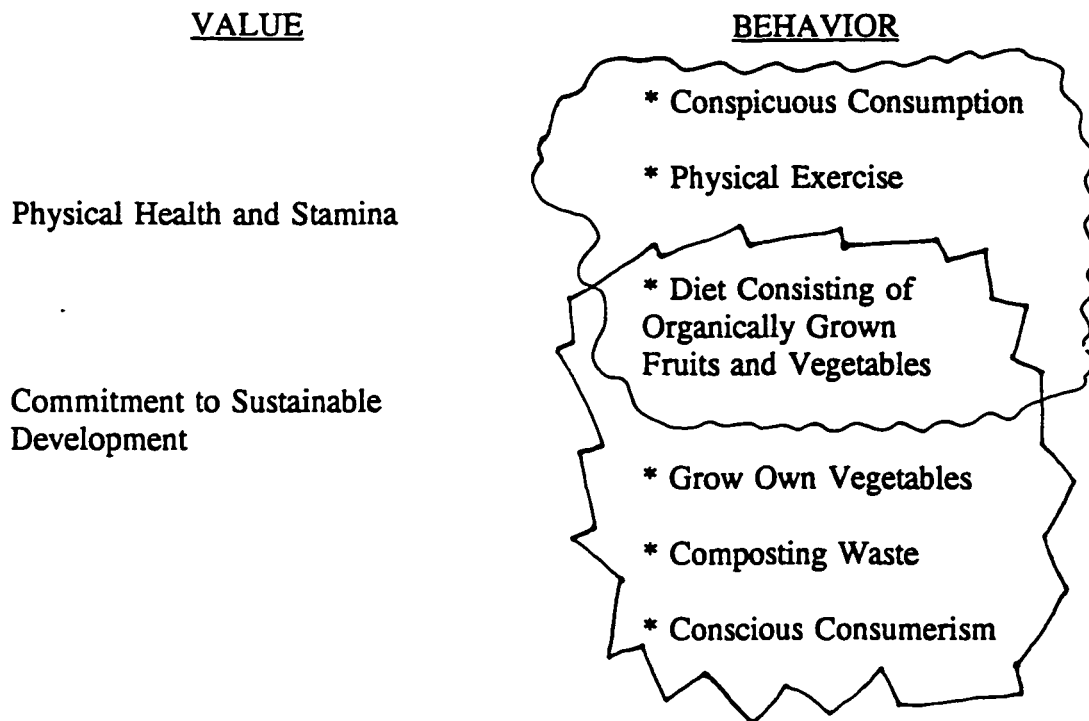 VALUE
BEHAVIOR
* Conspicuous Consumption
* Physical Exercise
Physical Health and Stamina
* Diet Consisting of
Organically Grown
Fruits and Vegetables
Commitment to Sustainable
Development
* Grow Own Vegetables
* Composting Waste
* Conscious Consumerism